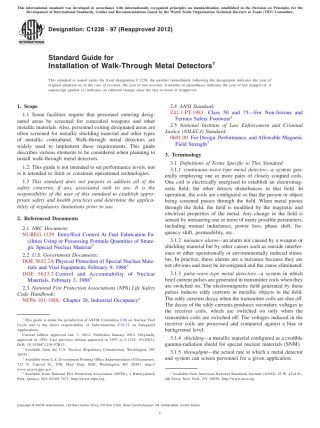 This international standard was developed in accordance with internationally recognized principles on standardization established in the Decision on Principles for the
Development of International Standards, Guides and Recommendations issued by the World Trade Organization Technical Barriers to Trade (TBT) Committee.
Designation: C1238 − 97 (Reapproved 2012)
Standard Guide for
Installation of Walk-Through Metal Detectors1
This standard is issued under the fixed designation C1238; the number immediately following the designation indicates the year of
original adoption or, in the case of revision, the year of last revision. A number in parentheses indicates the year of last reapproval. A
superscript epsilon (ε) indicates an editorial change since the last revision or reapproval.
1. Scope
1.1 Some facilities require that personnel entering desig-
nated areas be screened for concealed weapons and other
metallic materials. Also, personnel exiting designated areas are
often screened for metallic shielding material and other types
of metallic contraband. Walk-through metal detectors are
widely used to implement these requirements. This guide
describes various elements to be considered when planning to
install walk-through metal detectors.
1.2 This guide is not intended to set performance levels, nor
is it intended to limit or constrain operational technologies.
1.3 This standard does not purport to address all of the
safety concerns, if any, associated with its use. It is the
responsibility of the user of this standard to establish appro-
priate safety and health practices and determine the applica-
bility of regulatory limitations prior to use.
2. Referenced Documents
2.1 NRC Document:
NUREG-1329 Entry/Exit Control At Fuel Fabrication Fa-
cilities Using or Possessing Formula Quantities of Strate-
gic Special Nuclear Material2
2.2 U.S. Government Document:
DOE 5632.2A Physical Protection of Special Nuclear Mate-
rials and Vital Equipment, February 9, 19883
DOE 5633.3 Control and Accountability of Nuclear
Materials, February 3, 19883
2.3 National Fire Protection Associations (NFPA) Life Safety
Code Handbook:
NFPA 101-1988, Chapter 28, Industrial Occupancy4
1 This guide is under the jurisdiction of ASTM Committee C26 on Nuclear Fuel
Cycle and is the direct responsibility of Subcommittee C26.12 on Safeguard
Applications.
Current edition approved Jan. 1, 2012. Published January 2012. Originally
approved in 1993. Last previous edition approved in 1997 as
2 Available from the U.S. Nuclear Regulatory Commission, Washington, DC
3 Available from U.S. Government Printing Office Superintendent of Documents,
732 N. Capitol St., NW, Mail Stop: SDE, Washington, DC 20401,
4 Available from National Fire Protection Association (NFPA), 1 Batterymarch
Park, Quincy, MA 02169-7471,
2.4 ANSI Standard:
Z41.1-PT-1983 Class 50 and 75—For Non-ferrous and
Ferrous Safety Footwear5
2.5 National Institute of Law Enforcement and Criminal
Justice (NILECJ) Standard:
0601.00 For Design, Performance, and Allowable Magnetic
Field Strength
3. Terminology
3.1 Definitions of Terms Specific to This Standard:
3.1.1 continuous-wave type metal detector—a system gen-
erally employing one or more pairs of closely coupled coils.
One coil is electrically energized to establish an electromag-
netic field; the other detects disturbances in that field. In
operation, the coils are configured so that the person or object
being screened passes through the field. When metal passes
through the field, the field is modified by the magnetic and
electrical properties of the metal. Any change in the field is
sensed by measuring one or more of many possible parameters,
including mutual inductance, power loss, phase shift, fre-
quency shift, permeability, etc.
3.1.2 nuisance alarm—an alarm not caused by a weapon or
shielding material but by other causes such as outside interfer-
ence or other operationally or environmentally induced stimu-
lus. In practice, these alarms are a nuisance because they are
not obvious and must be investigated and the causes eliminated.
3.1.3 pulse-wave-type metal detectors—a system in which
brief current pulses are generated in transmitter coils when they
are switched on. The electromagnetic field generated by these
pulses induces eddy currents in metallic objects in the field.
The eddy currents decay when the transmitter coils are shut off.
The decay of the eddy currents produces secondary voltages in
the receiver coils, which are switched on only when the
transmitter coils are switched off. The voltages induced in the
receiver coils are processed and compared against a bias or
background level.
3.1.4 shielding—a metallic material configured as a credible
gamma-radiation shield for special nuclear materials (SNM).
3.1.5 throughput—the actual rate at which a metal detector
and system can screen personnel for a given application.
5 Available from American National Standards Institute (ANSI), 25 W. 43rd St.,
4th Floor, New York, NY 10036,
Copyright © ASTM International, 100 Barr Harbor Drive, PO Box C700, West Conshohocken, PA 19428-2959. United States
1